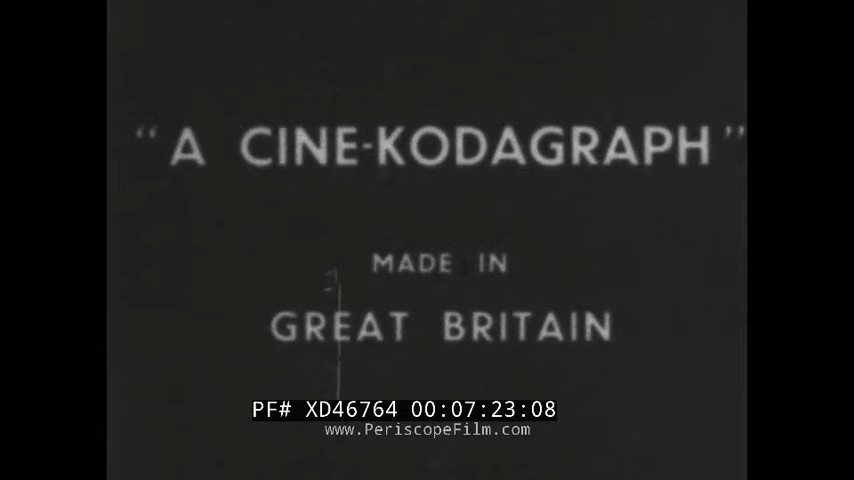 “A CINE-KODAGRAPH”
MADE IN
GREAT BRITAIN
PF# XD46764 00:07:23:08
www.PeriscopeFilm.com